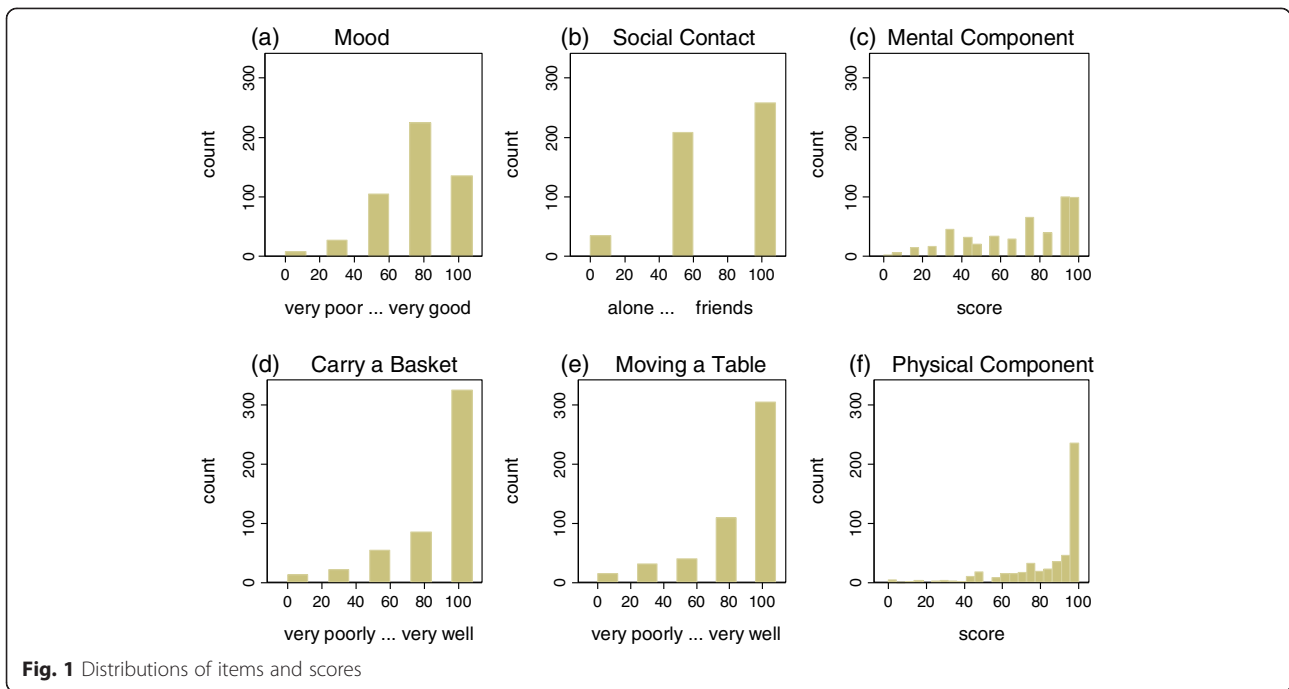 (a) Mood
count
0 100 200 300
0 20 40 60 80 100
very poor ... very good
(b) Social Contact
count
0 100 200 300
0 20 40 60 80 100
alone ... friends
(c) Mental Component
count
0 100 200 300
0 20 40 60 80 100
score
(d) Carry a Basket
count
0 100 200 300
0 20 40 60 80 100
very poorly ... very well
(e) Moving a Table
count
0 100 200 300
0 20 40 60 80 100
very poorly ... very well
(f) Physical Component
count
0 100 200 300
0 20 40 60 80 100
score
Fig. 1 Distributions of items and scores